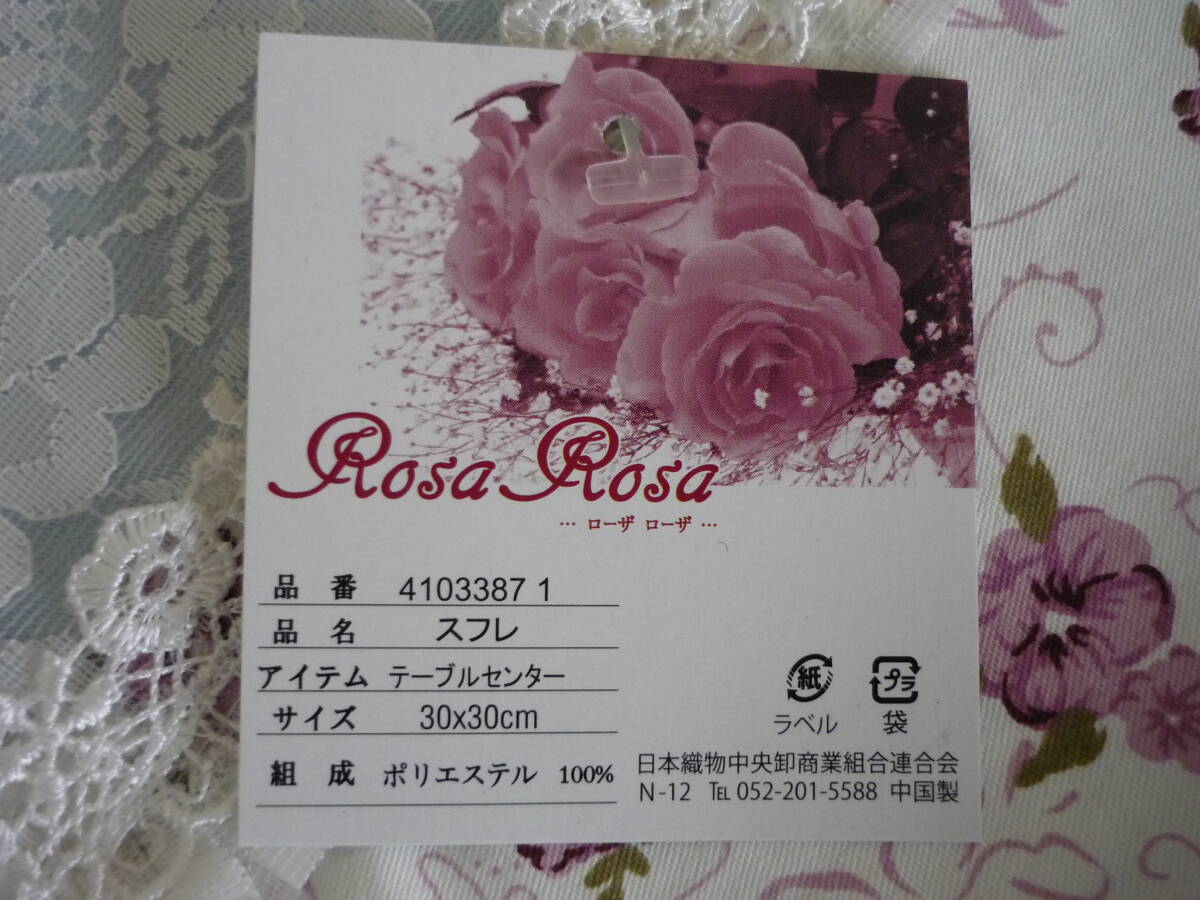 Rosa Rosa
… ローザ ローザ …
品 番 4103387 1
品 名 スフレ
アイテム テーブルセンター
サイズ 30x30cm
組 成 ポリエステル 100%
紙 プラ
ラベル 袋
日本織物中央卸商業組合連合会
N-12 TEL 052-201-5588 中国製